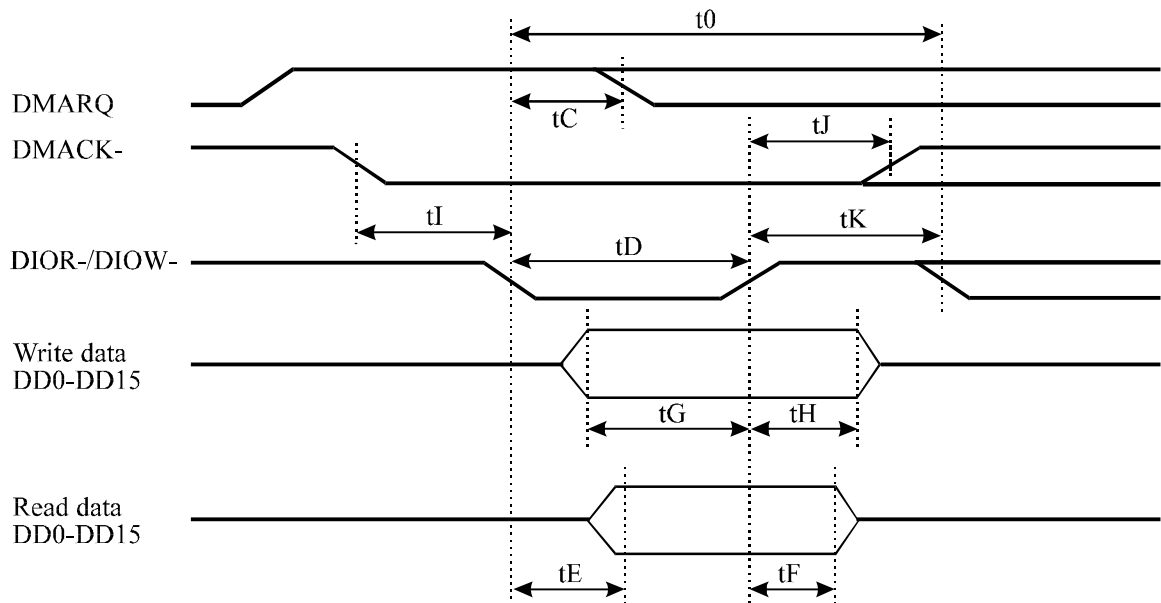 t0
DMARQ
tC
tJ
DMACK-
tI
tK
DIOR-/DIOW-
tD
Write data
DD0-DD15
tG
tH
Read data
DD0-DD15
tE
tF